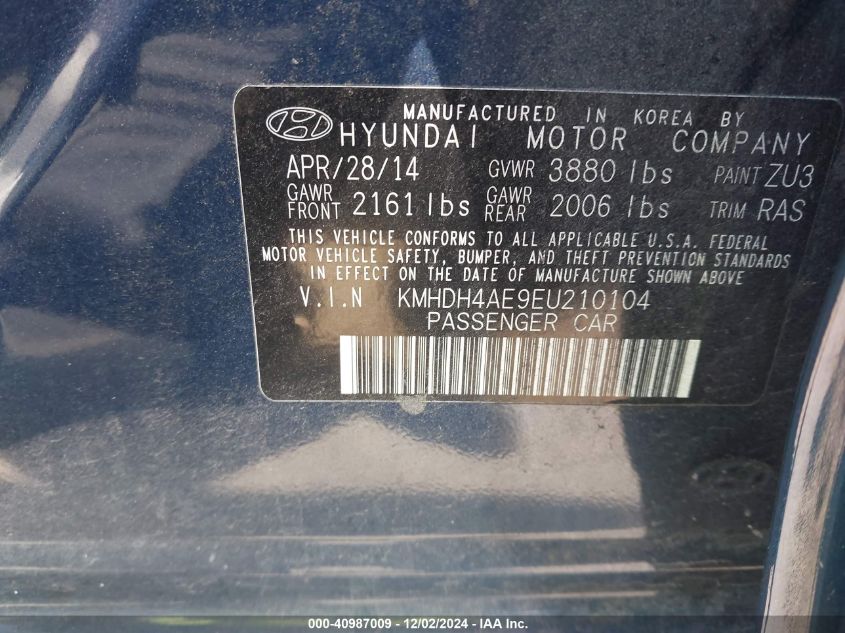 MANUFACTURED IN KOREA BY
HYUNDAI MOTOR COMPANY
APR/28/14 GVWR 3880 lbs PAINT ZU3
GAWR FRONT 2161 lbs GAWR REAR 2006 lbs TRIM RAS
THIS VEHICLE CONFORMS TO ALL APPLICABLE U.S.A. FEDERAL
MOTOR VEHICLE SAFETY, BUMPER, AND THEFT PREVENTION STANDARDS
IN EFFECT ON THE DATE OF MANUFACTURE SHOWN ABOVE
V.I.N KMHDH4AE9EU210104
PASSENGER CAR
000-40987009 - 12/02/2024 - IAA Inc.